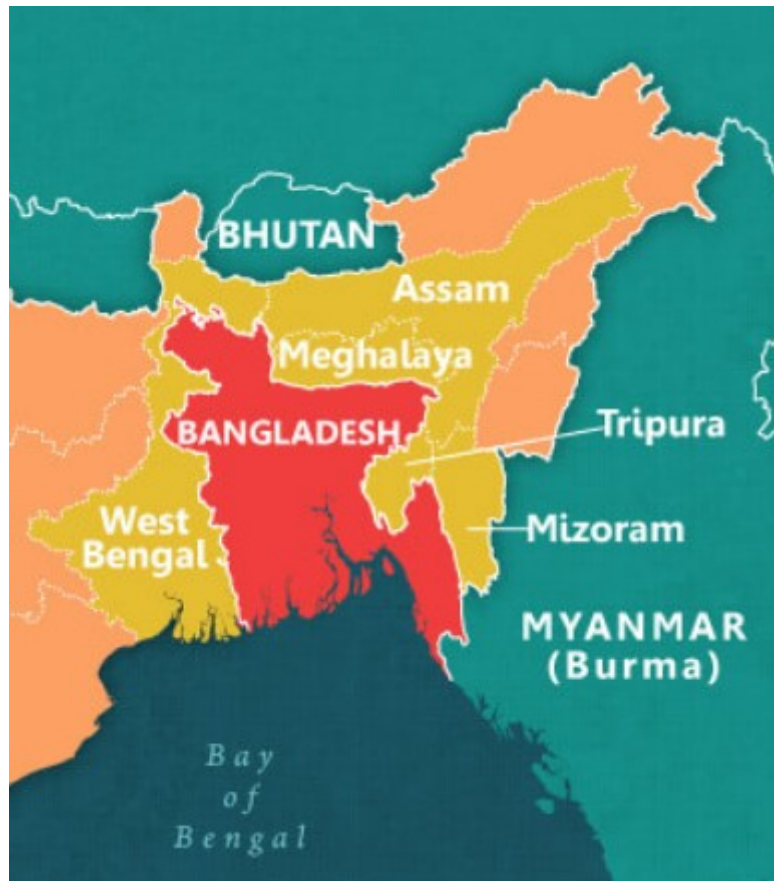 BHUTAN
Assam
Meghalaya
BANGLADESH
Tripura
West
Bengal
Mizoram
MYANMAR
(Burma)
Bay
of
Bengal